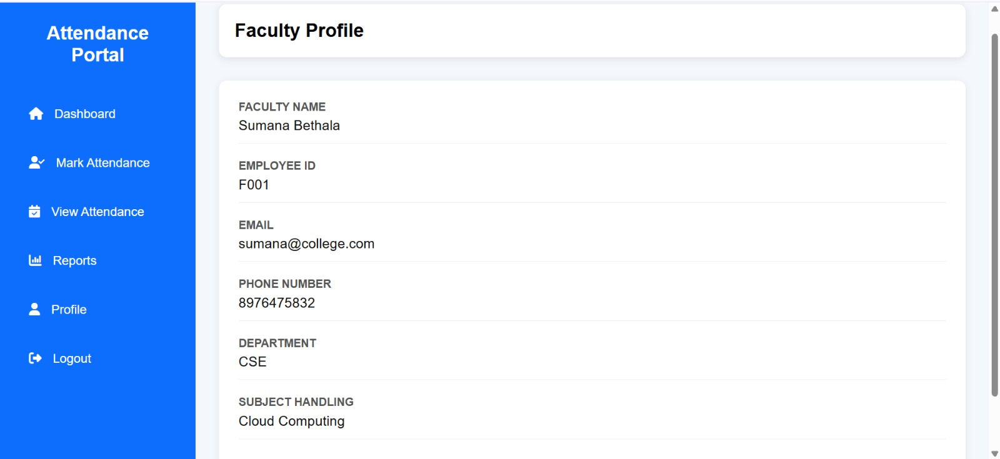 Attendance
Portal
Dashboard
Mark Attendance
View Attendance
Reports
Profile
Logout
Faculty Profile
FACULTY NAME
Sumana Bethala
EMPLOYEE ID
F001
EMAIL
sumana@college.com
PHONE NUMBER
8976475832
DEPARTMENT
CSE
SUBJECT HANDLING
Cloud Computing